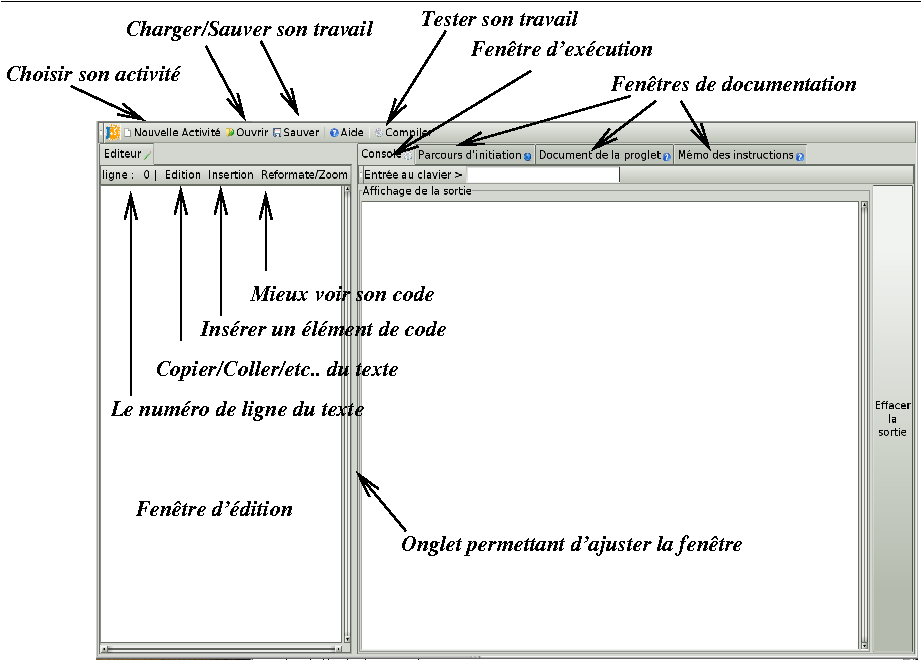 Tester son travail
Charger/Sauver son travail
Fenêtre d'exécution
Choisir son activité
Fenêtres de documentation
Nouvelle Activité Ouvrir Sauver Aide Compiler
Editeur
Console Parcours d'initiation Document de la proglet Mémo des instructions
ligne : 0 | Edition Insertion Reformate/Zoom
Entrée au clavier >
Affichage de la sortie
Mieux voir son code
Insérer un élément de code
Copier/Coller/etc.. du texte
Le numéro de ligne du texte
Effacer
la
sortie
Fenêtre d'édition
Onglet permettant d'ajuster la fenêtre